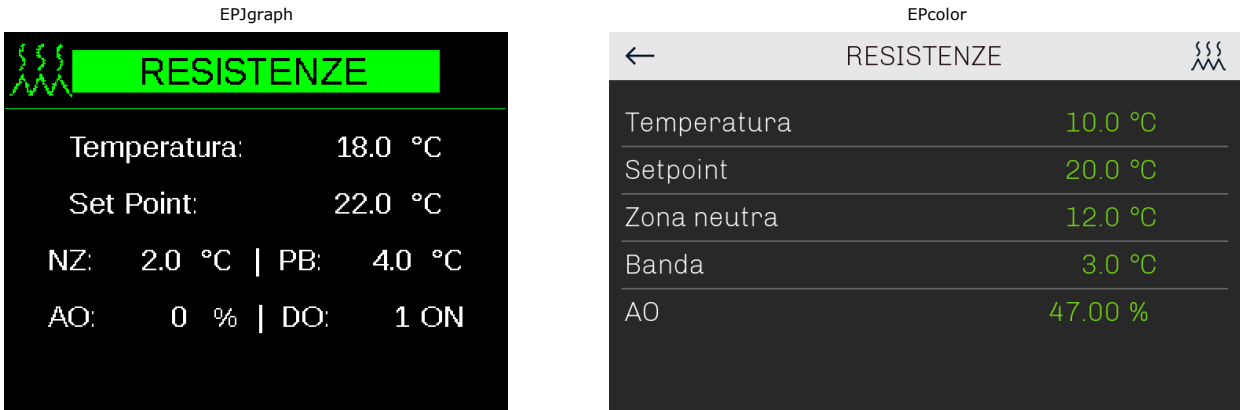 EPJgraph
RESISTENZE
Temperatura: 18.0 °C
Set Point: 22.0 °C
NZ: 2.0 °C | PB: 4.0 °C
AO: 0 % | DO: 1 ON
EPcolor
RESISTENZE
Temperatura 10.0 °C
Setpoint 20.0 °C
Zona neutra 12.0 °C
Banda 3.0 °C
AO 47.00 %